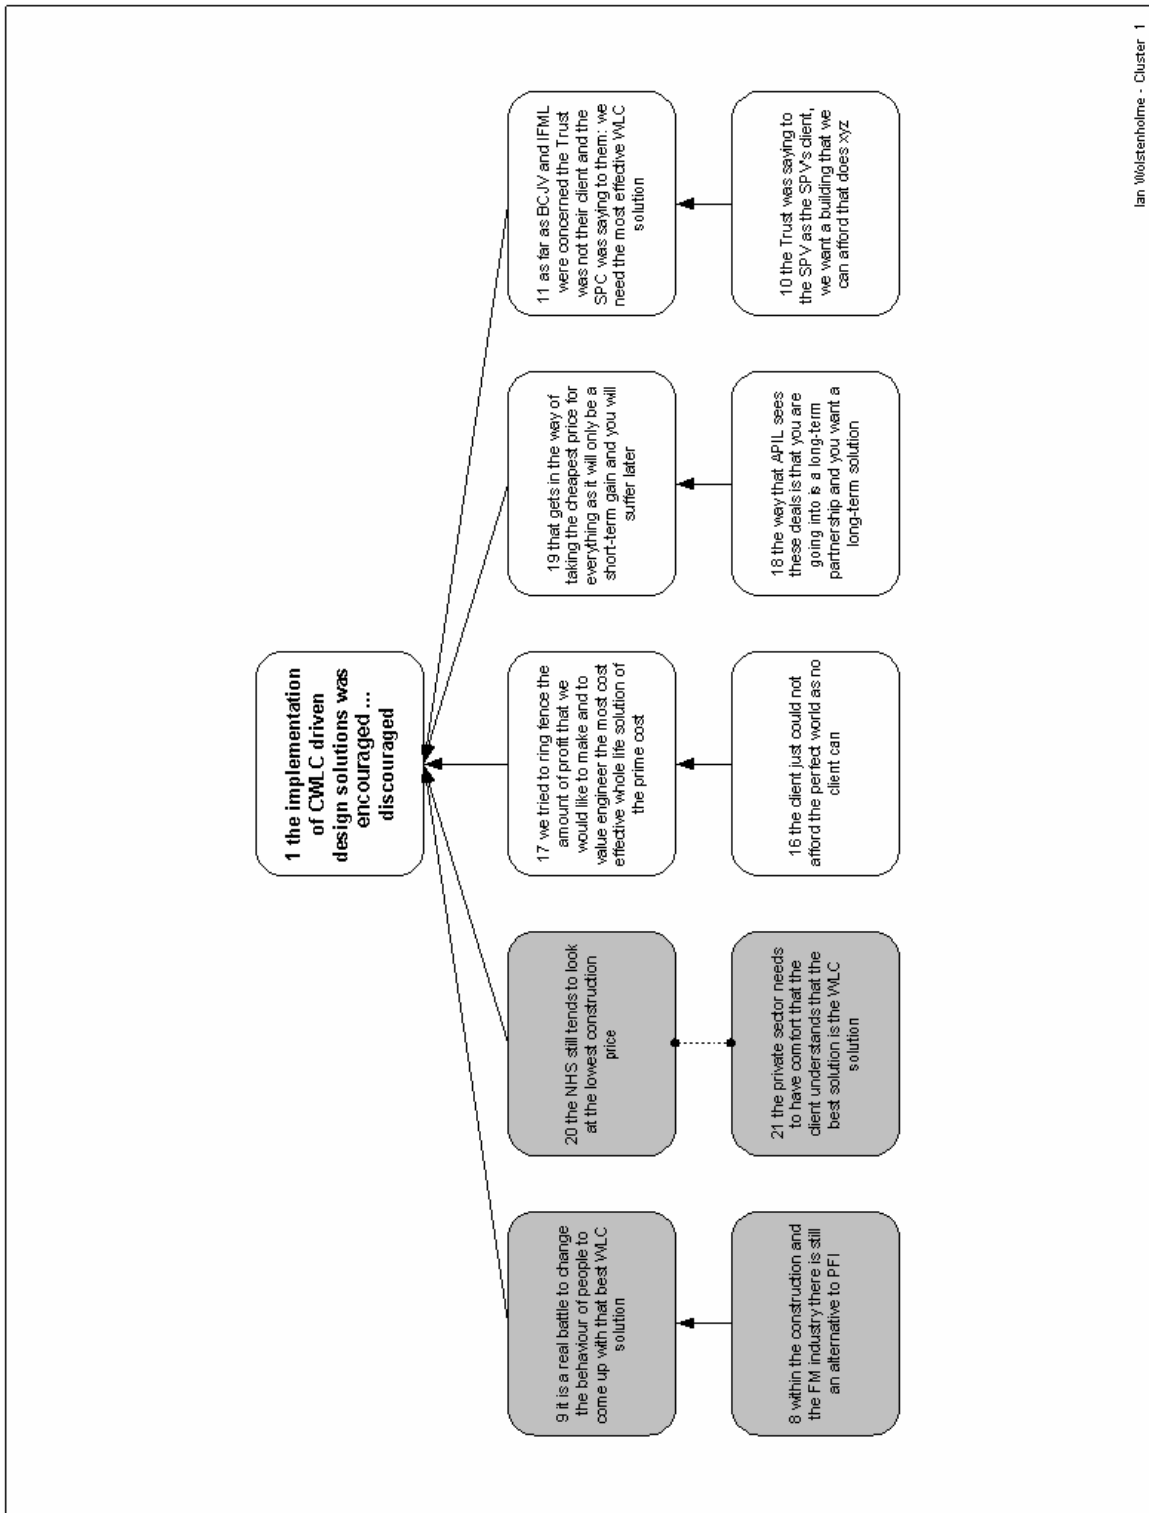 1 the implementation
of CWLC driven
design solutions was
encouraged ...
discouraged
9 it is a real battle to change
the behaviour of people to
come up with that best WLC
solution
20 the NHS still tends to look
at the lowest construction
price
17 we tried to ring fence the
amount of profit that we
would like to make and to
value engineer the most cost
effective whole life solution of
the prime cost
19 that gets in the way of
taking the cheapest price for
everything as it will only be a
short-term gain and you will
suffer later
11 as far as BCJV and IFML
were concerned the Trust
was not their client and the
SPC was saying to them: we
need the most effective WLC
solution
8 within the construction and
the FM industry there is still
an alternative to PFI
21 the private sector needs
to have comfort that the
client understands that the
best solution is the WLC
solution
16 the client just could not
afford the perfect world as no
client can
18 the way that APIL sees
these deals is that you are
going into is a long-term
partnership and you want a
long-term solution
10 the Trust was saying to
the SPV as the SPV's client,
we want a building that we
can afford that does xyz
Ian Wolstenholme - Cluster 1